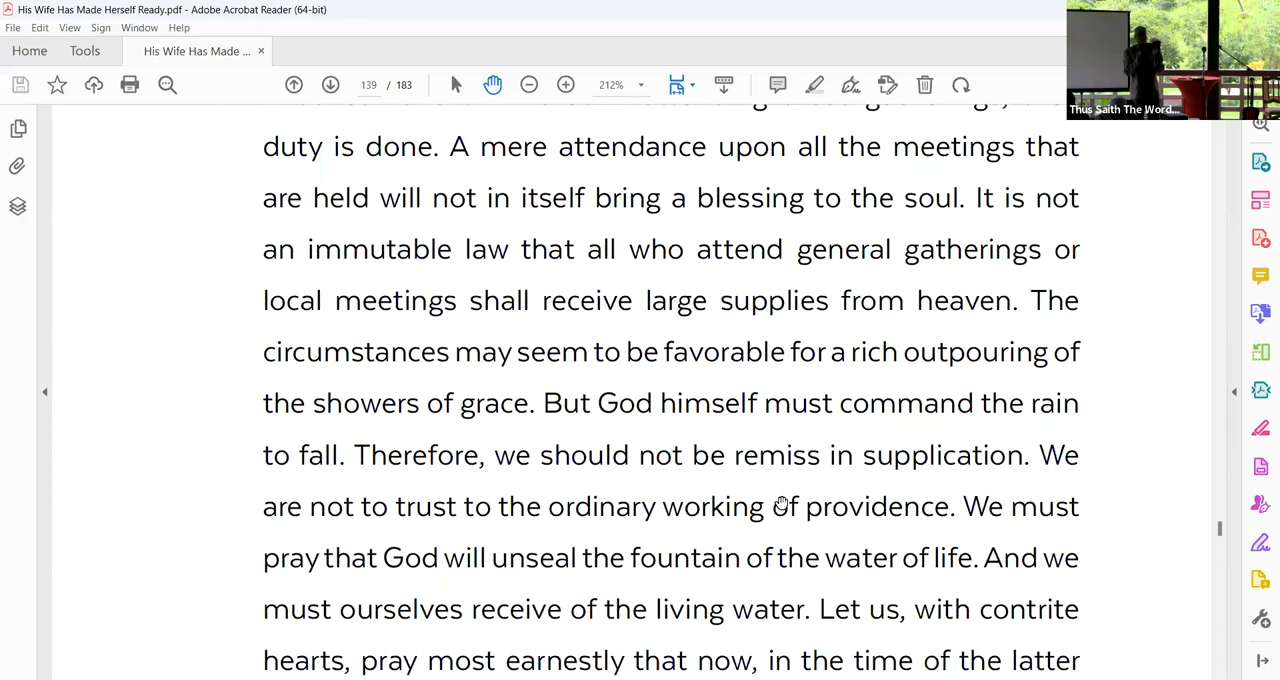 His Wife Has Made Herself Ready.pdf - Adobe Acrobat Reader (64-bit)
File Edit View Sign Window Help
Home Tools His Wife Has Made ... ×
139 / 183 212%
Thus Saith The Word...
duty is done. A mere attendance upon all the meetings that
are held will not in itself bring a blessing to the soul. It is not
an immutable law that all who attend general gatherings or
local meetings shall receive large supplies from heaven. The
circumstances may seem to be favorable for a rich outpouring of
the showers of grace. But God himself must command the rain
to fall. Therefore, we should not be remiss in supplication. We
are not to trust to the ordinary working of providence. We must
pray that God will unseal the fountain of the water of life. And we
must ourselves receive of the living water. Let us, with contrite
hearts, pray most earnestly that now, in the time of the latter